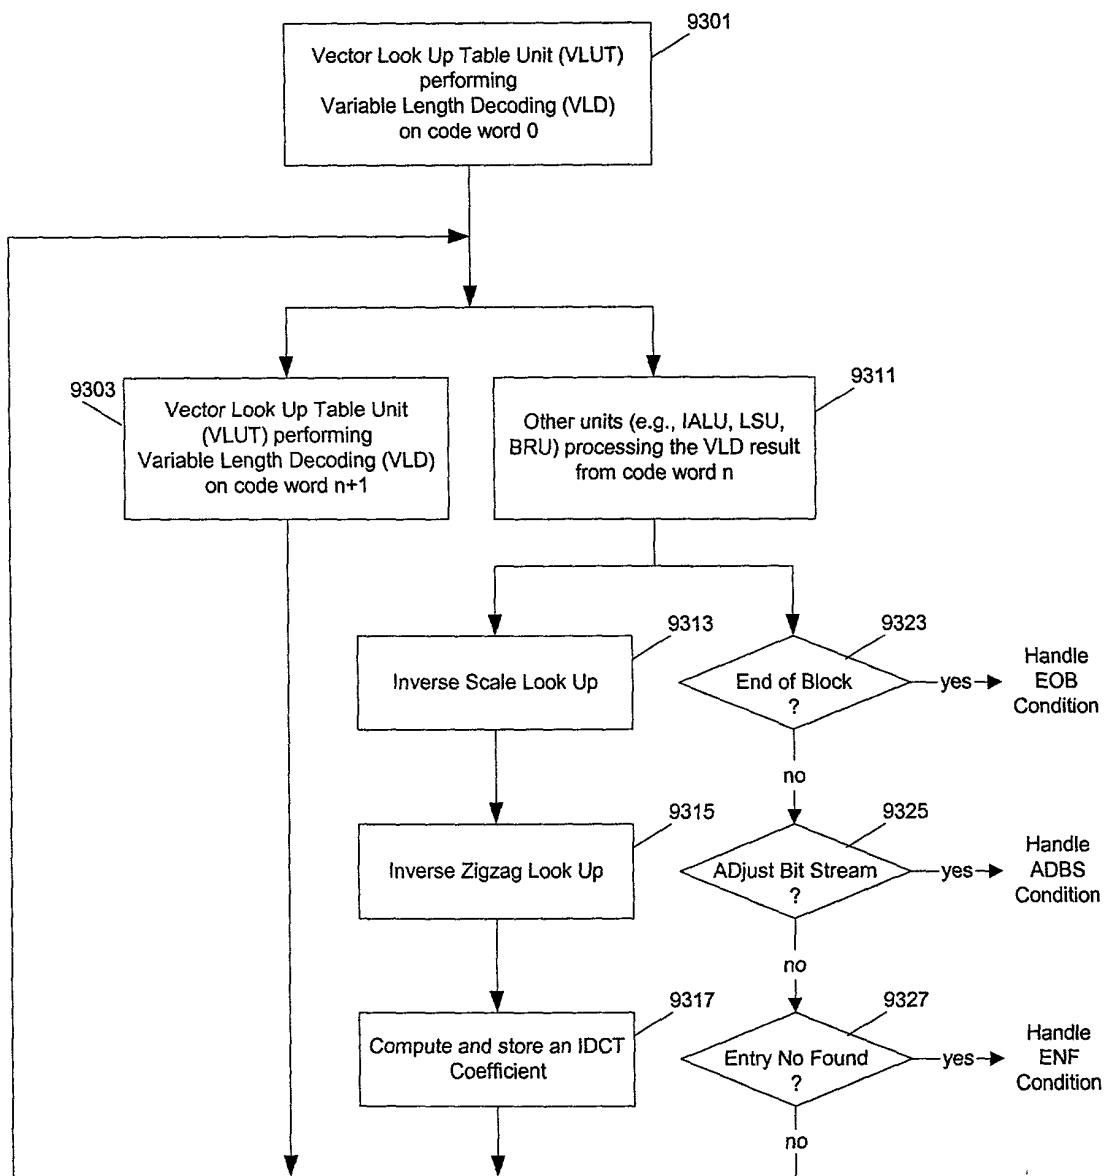 9301
Vector Look Up Table Unit (VLUT)
performing
Variable Length Decoding (VLD)
on code word 0
9303
Vector Look Up Table Unit
(VLUT) performing
Variable Length Decoding (VLD)
on code word n+1
9311
Other units (e.g., IALU, LSU,
BRU) processing the VLD result
from code word n
9313
Inverse Scale Look Up
9323
End of Block
?
yes
Handle
EOB
Condition
no
9315
Inverse Zigzag Look Up
9325
ADjust Bit Stream
?
yes
Handle
ADBS
Condition
no
9317
Compute and store an IDCT
Coefficient
9327
Entry No Found
?
yes
Handle
ENF
Condition
no